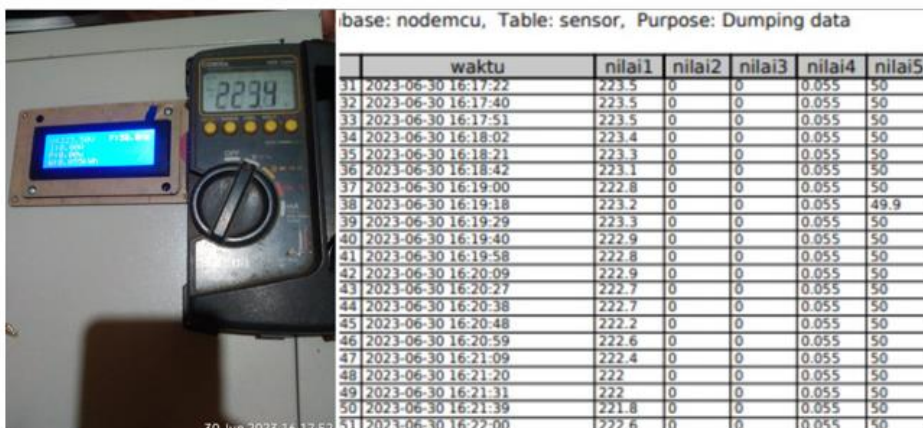 base: nodemcu, Table: sensor, Purpose: Dumping data
waktu nilai1 nilai2 nilai3 nilai4 nilai5
31 2023-06-30 16:17:22 223.5 0 0 0.055 50
32 2023-06-30 16:17:40 223.5 0 0 0.055 50
33 2023-06-30 16:17:51 223.5 0 0 0.055 50
34 2023-06-30 16:18:02 223.4 0 0 0.055 50
35 2023-06-30 16:18:21 223.3 0 0 0.055 50
36 2023-06-30 16:18:42 223.1 0 0 0.055 50
37 2023-06-30 16:19:00 222.8 0 0 0.055 50
38 2023-06-30 16:19:18 223.2 0 0 0.055 49.9
39 2023-06-30 16:19:29 223.3 0 0 0.055 50
40 2023-06-30 16:19:40 222.9 0 0 0.055 50
41 2023-06-30 16:19:58 222.8 0 0 0.055 50
42 2023-06-30 16:20:09 222.9 0 0 0.055 50
43 2023-06-30 16:20:27 222.7 0 0 0.055 50
44 2023-06-30 16:20:38 222.7 0 0 0.055 50
45 2023-06-30 16:20:48 222.2 0 0 0.055 50
46 2023-06-30 16:20:59 222.6 0 0 0.055 50
47 2023-06-30 16:21:09 222.4 0 0 0.055 50
48 2023-06-30 16:21:20 222 0 0 0.055 50
49 2023-06-30 16:21:31 222 0 0 0.055 50
50 2023-06-30 16:21:39 221.8 0 0 0.055 50
51 2023-06-30 16:22:00 222.6 0 0 0.055 50
223.4
OFF
30 Jun 2023 16:17:52